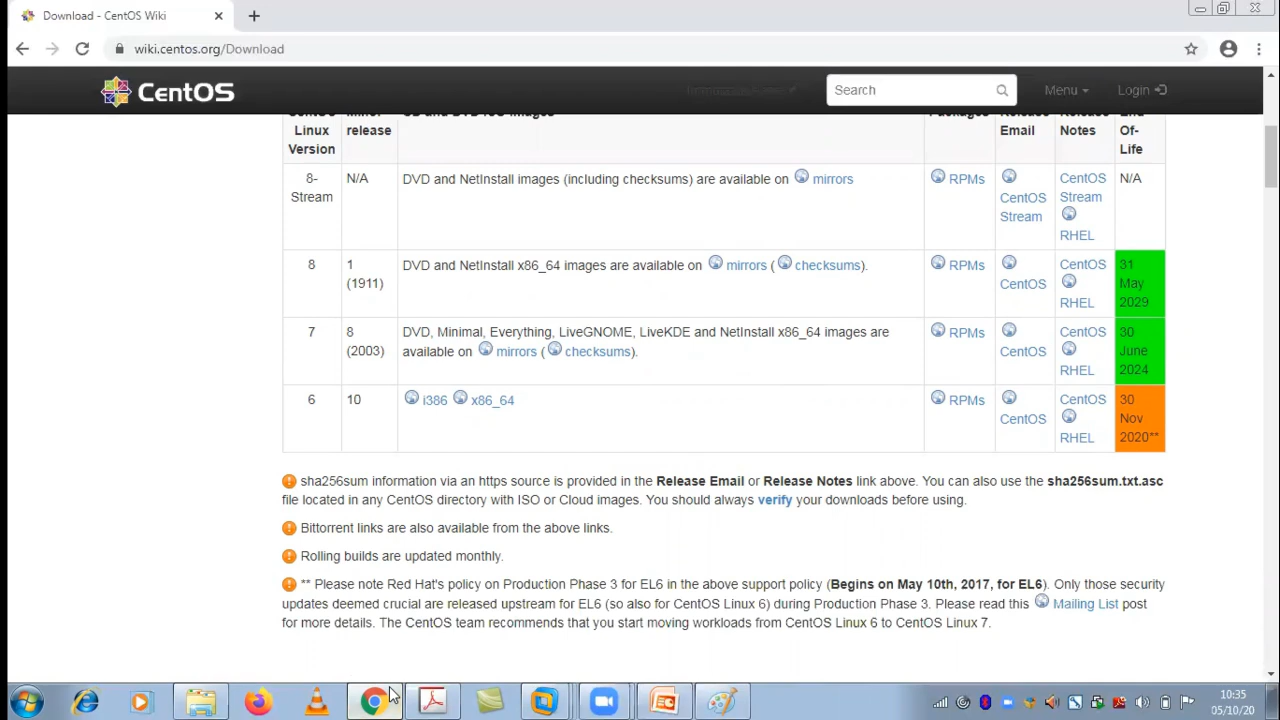 Download - CentOS Wiki
wiki.centos.org/Download
CentOS
Search
Menu
Login
Linux
Version
release
Release
Email
Release
Notes
End-
Of-
Life
8-
Stream
N/A
DVD and NetInstall images (including checksums) are available on mirrors
RPMs
CentOS
Stream
CentOS
Stream
RHEL
N/A
8
1
(1911)
DVD and NetInstall x86_64 images are available on mirrors ( checksums).
RPMs
CentOS
CentOS
RHEL
31
May
2029
7
8
(2003)
DVD, Minimal, Everything, LiveGNOME, LiveKDE and NetInstall x86_64 images are
available on mirrors ( checksums).
RPMs
CentOS
CentOS
RHEL
30
June
2024
6
10
i386 x86_64
RPMs
CentOS
CentOS
RHEL
30
Nov
2020**
sha256sum information via an https source is provided in the Release Email or Release Notes link above. You can also use the sha256sum.txt.asc
file located in any CentOS directory with ISO or Cloud images. You should always verify your downloads before using.
Bittorrent links are also available from the above links.
Rolling builds are updated monthly.
** Please note Red Hat's policy on Production Phase 3 for EL6 in the above support policy (Begins on May 10th, 2017, for EL6). Only those security
updates deemed crucial are released upstream for EL6 (so also for CentOS Linux 6) during Production Phase 3. Please read this Mailing List post
for more details. The CentOS team recommends that you start moving workloads from CentOS Linux 6 to CentOS Linux 7.
10:35
05/10/20